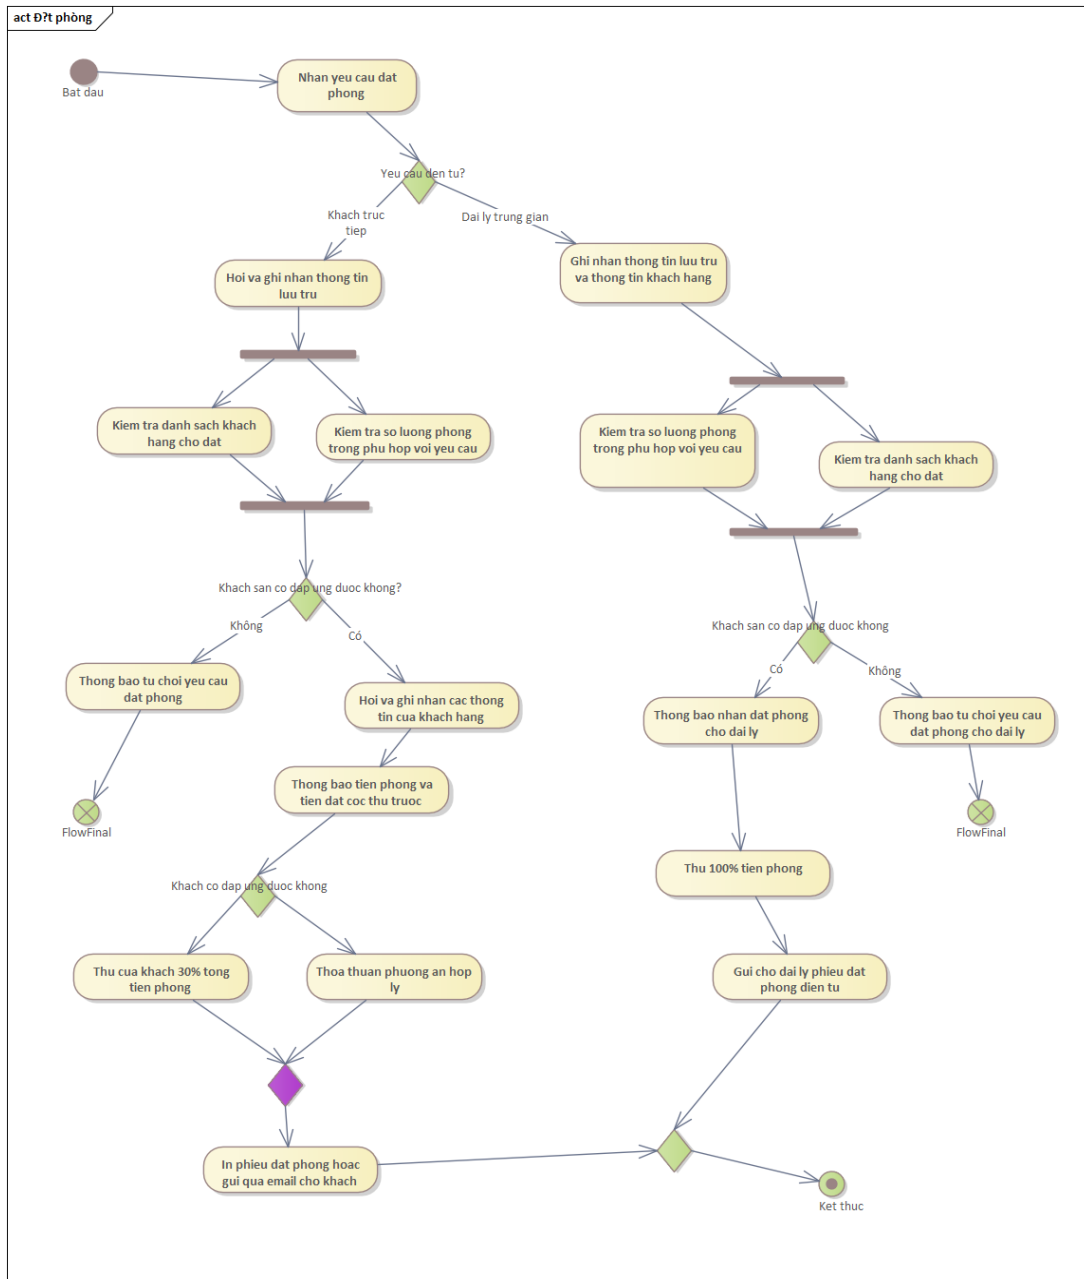 act Đ?t phòng
Bat dau
Nhan yeu cau dat
phong
Yeu cau den tu?
Khach truc
tiep
Dai ly trung gian
Hoi va ghi nhan thong tin
luu tru
Ghi nhan thong tin luu tru
va thong tin khach hang
Kiem tra danh sach khach
hang cho dat
Kiem tra so luong phong
trong phu hop voi yeu cau
Kiem tra so luong phong
trong phu hop voi yeu cau
Kiem tra danh sach khach
hang cho dat
Khach san co dap ung duoc khong?
Không
Có
Khach san co dap ung duoc khong
Có
Không
Thong bao tu choi yeu cau
dat phong
Hoi va ghi nhan cac thong
tin cua khach hang
Thong bao nhan dat phong
cho dai ly
Thong bao tu choi yeu cau
dat phong cho dai ly
Thong bao tien phong va
tien dat coc thu truoc
FlowFinal
FlowFinal
Khach co dap ung duoc khong
Thu 100% tien phong
Thu cua khach 30% tong
tien phong
Thoa thuan phuong an hop
ly
Gui cho dai ly phieu dat
phong dien tu
In phieu dat phong hoac
gui qua email cho khach
Ket thuc